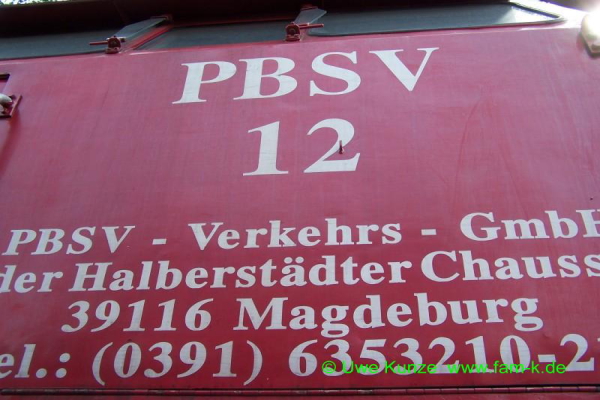 PBSV
12
PBSV - Verkehrs - GmbH
der Halberstädter Chauss
39116 Magdeburg
el.: (0391) 6353210-2
© Uwe Kunze www.fam-k.de